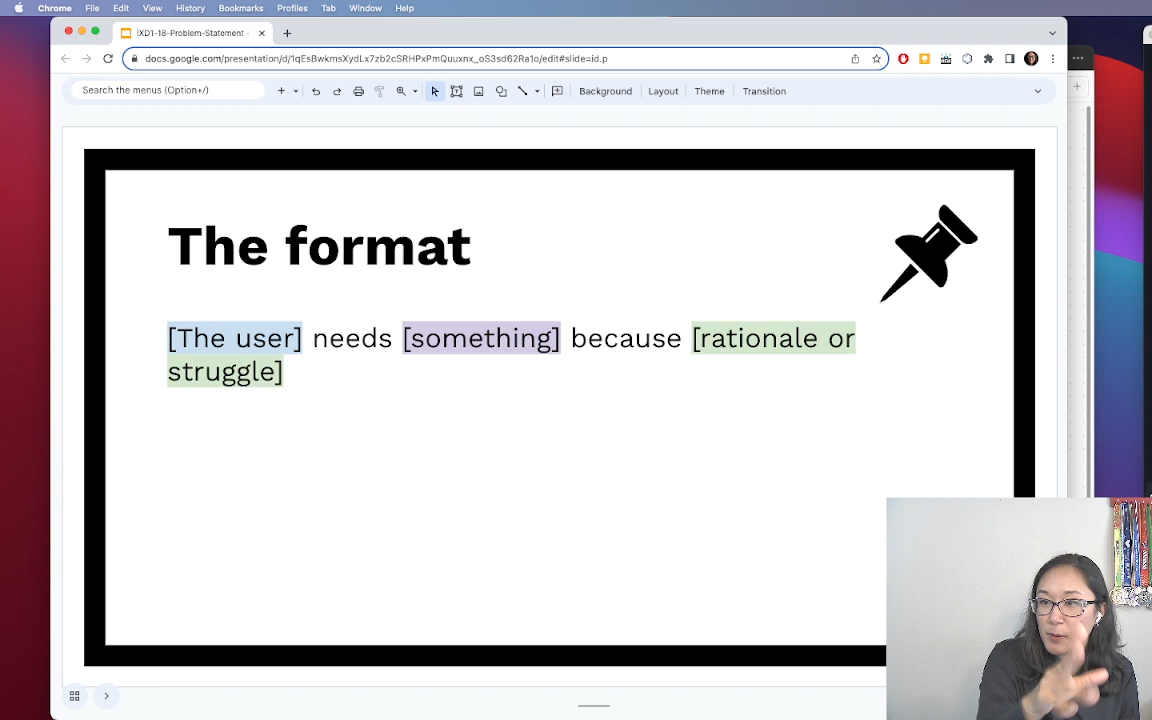 Chrome File Edit View History Bookmarks Profiles Tab Window Help
IXD1-18-Problem-Statement -
docs.google.com/presentation/d/1qEsBwkmsXydLx7zb2cSRHPxPmQuuxnx_oS3sd62Ra1o/edit#slide=id.p
Search the menus (Option+/)
Background Layout Theme Transition
The format
[The user] needs [something] because [rationale or
struggle]